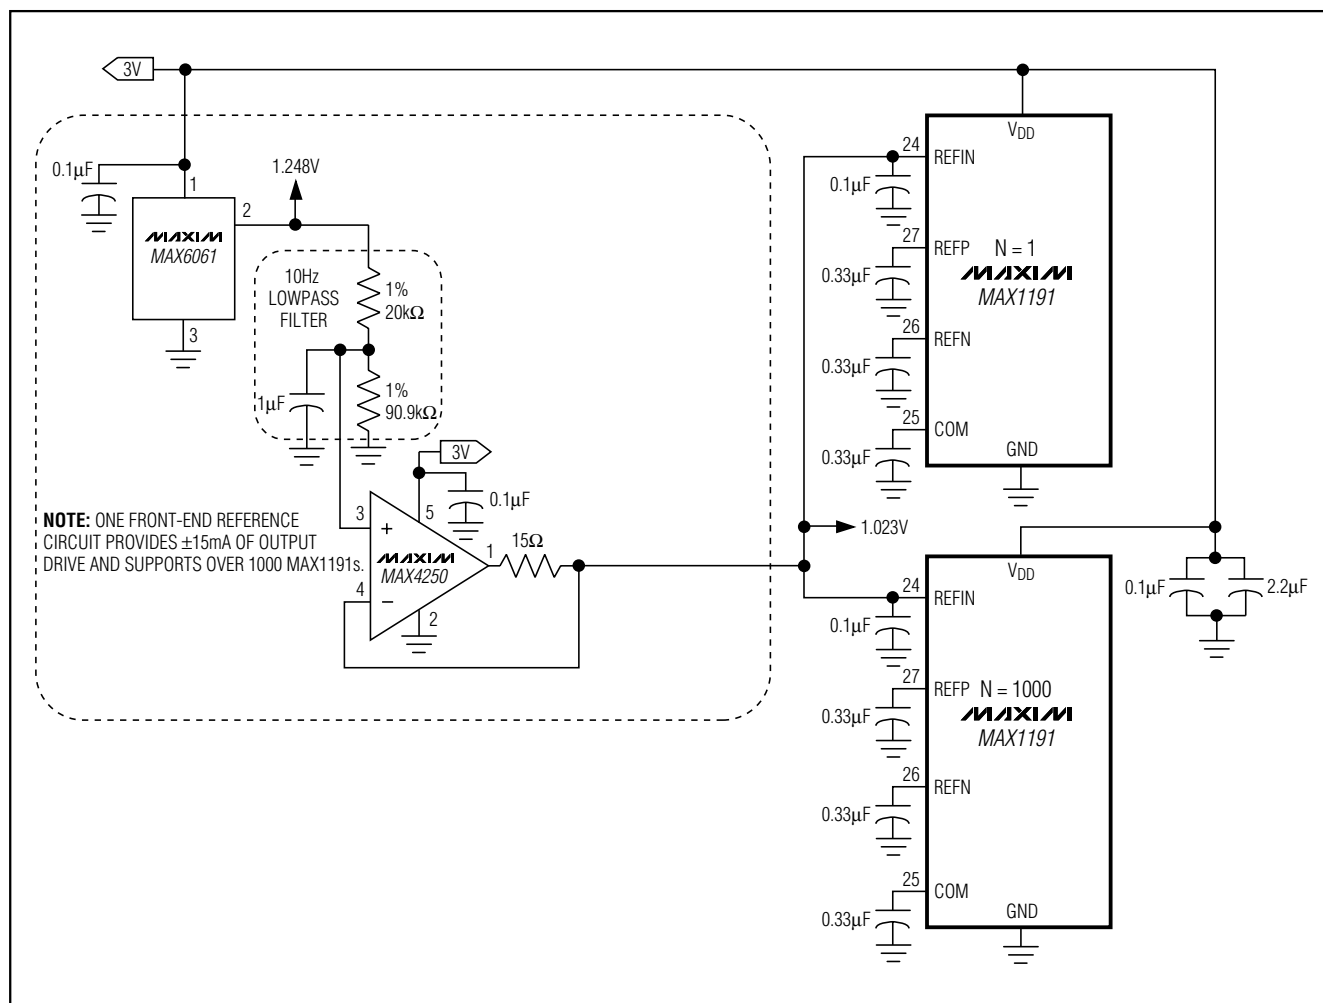 3V
0.1µF
1
1.248V
2
MAXIM
MAX6061
3
10Hz
LOWPASS
FILTER
1%
20kΩ
1µF
1%
90.9kΩ
3V
0.1µF
NOTE: ONE FRONT-END REFERENCE
CIRCUIT PROVIDES ±15mA OF OUTPUT
DRIVE AND SUPPORTS OVER 1000 MAX1191s.
3
+
5
MAXIM
MAX4250
1
15Ω
4
−
2
1.023V
VDD
24
REFIN
0.1µF
27
REFP
N = 1
MAXIM
MAX1191
0.33µF
26
REFN
0.33µF
25
COM
0.33µF
GND
VDD
24
REFIN
0.1µF
27
REFP
N = 1000
MAXIM
MAX1191
0.33µF
26
REFN
0.33µF
25
COM
0.33µF
GND
0.1µF
2.2µF